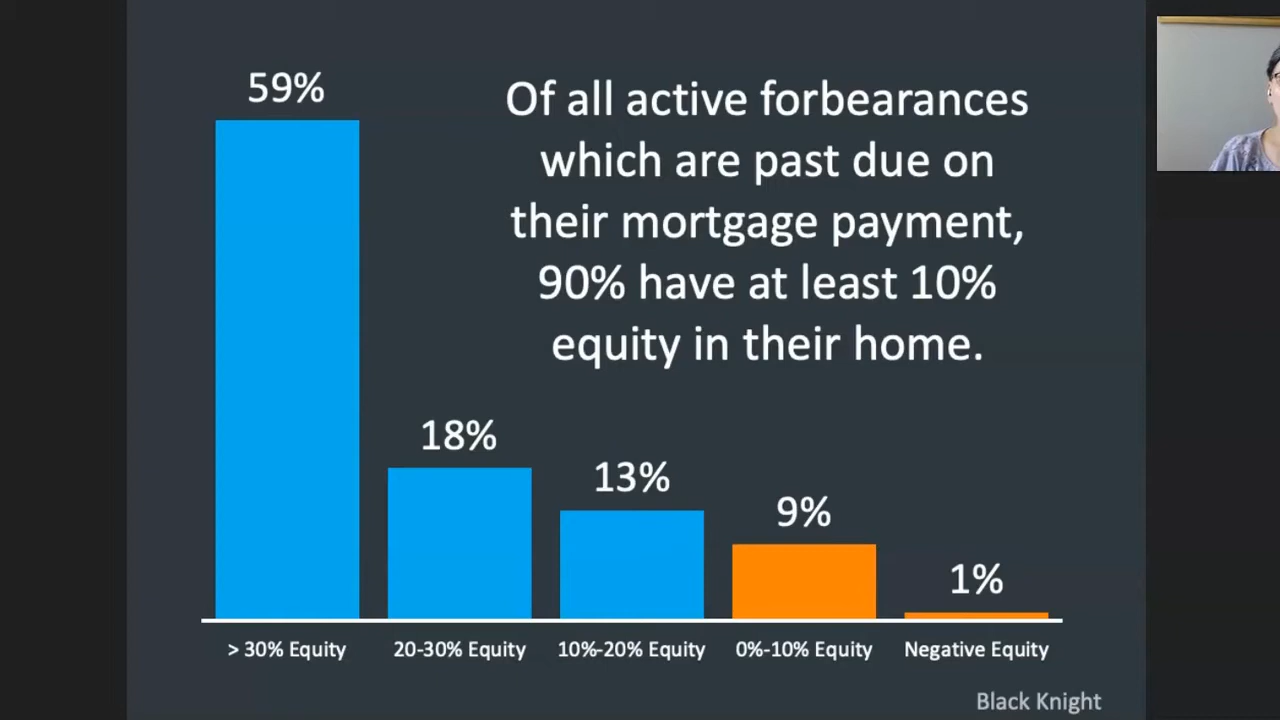 59%
Of all active forbearances
which are past due on
their mortgage payment,
90% have at least 10%
equity in their home.
18%
13%
9%
1%
> 30% Equity
20-30% Equity
10%-20% Equity
0%-10% Equity
Negative Equity
Black Knight